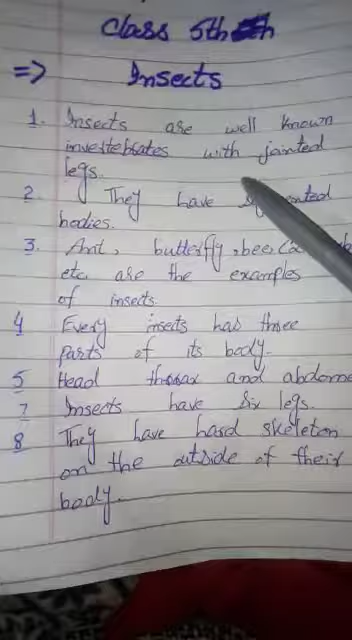 Class 5th
=> Insects
1. Insects are well known
invertebrates with jointed
legs.
2. They have
bodies.
3. Ant, butterfly, bee,
etc are the examples
of insects.
4 Every insects has three
parts of its body.
5 Head thorax and abdome
7 Insects have six legs.
8 They have hard skeleton
on the outside of their
body.